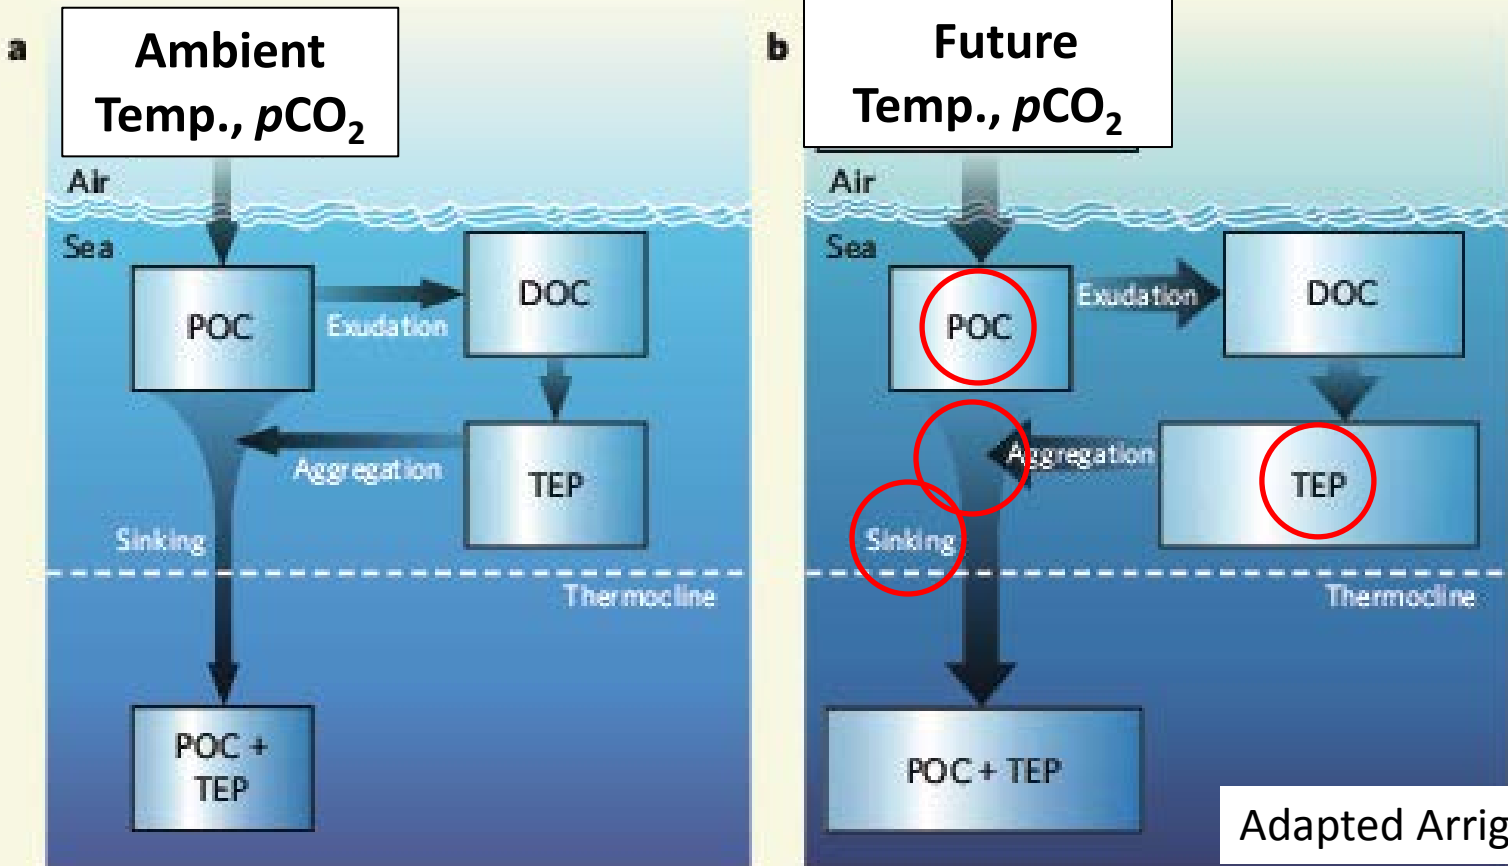 a
Ambient
Temp., pCO₂
Air
Sea
POC
Exudation
DOC
Aggregation
TEP
Sinking
Thermocline
POC +
TEP
b
Future
Temp., pCO₂
Air
Sea
POC
Exudation
DOC
Aggregation
TEP
Sinking
Thermocline
POC + TEP
Adapted Arrig